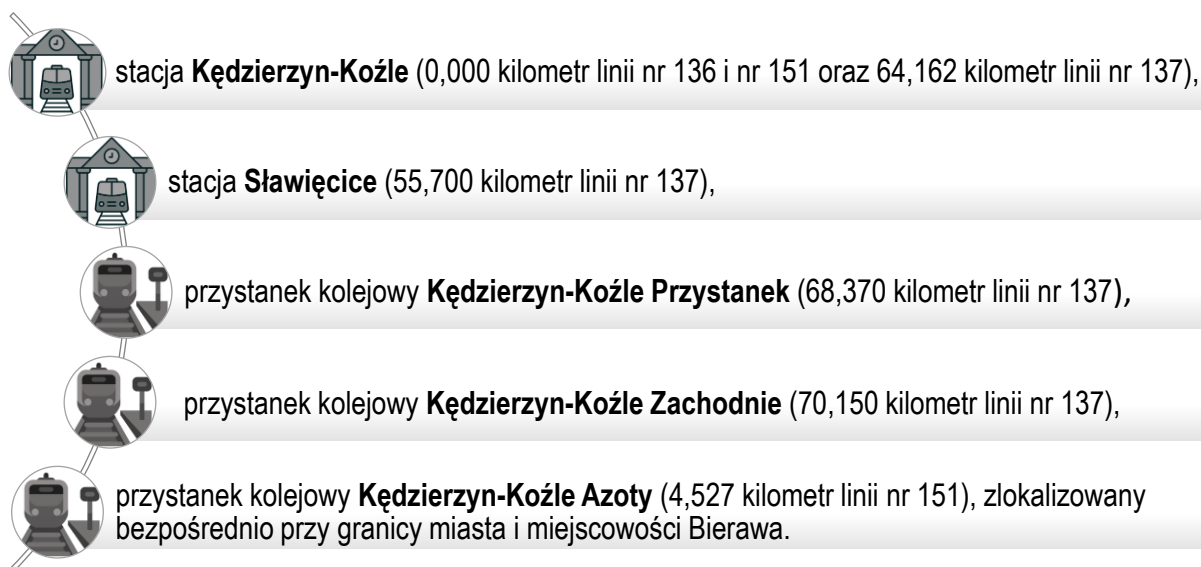 stacja Kędzierzyn-Koźle (0,000 kilometr linii nr 136 i nr 151 oraz 64,162 kilometr linii nr 137),
stacja Sławięcice (55,700 kilometr linii nr 137),
przystanek kolejowy Kędzierzyn-Koźle Przystanek (68,370 kilometr linii nr 137),
przystanek kolejowy Kędzierzyn-Koźle Zachodnie (70,150 kilometr linii nr 137),
przystanek kolejowy Kędzierzyn-Koźle Azoty (4,527 kilometr linii nr 151), zlokalizowany
bezpośrednio przy granicy miasta i miejscowości Bierawa.